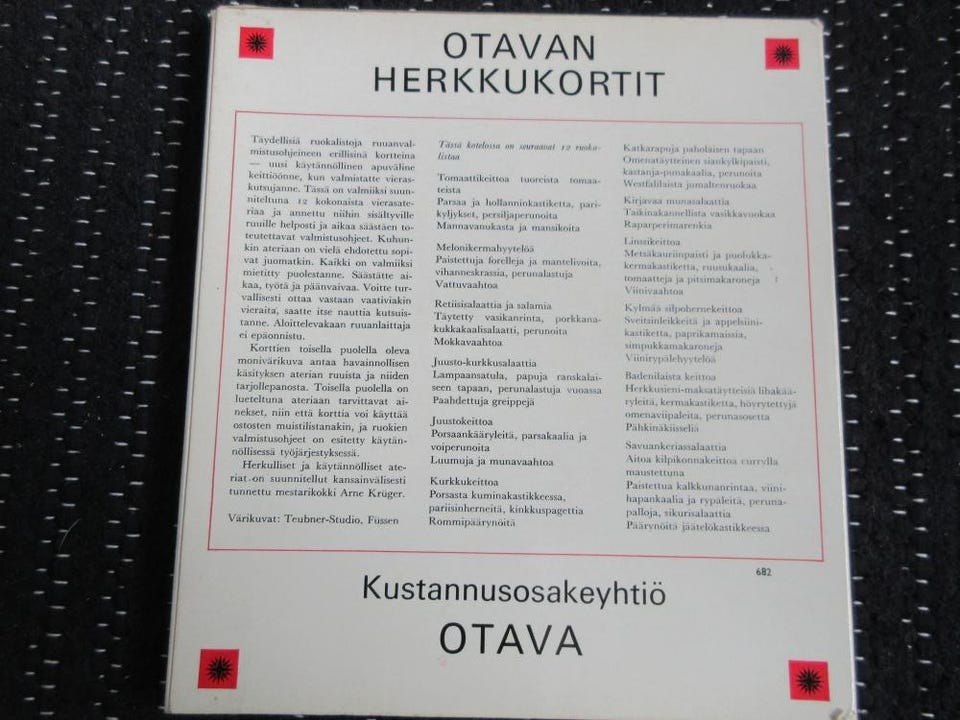 OTAVAN
HERKKUKORTIT
Täydellisiä ruokalistoja ruuanval-
mistusohjeineen erillisinä kortteina
— uusi käytännöllinen apuväline
keittiöönne, kun valmistatte vieras-
kutsujanne. Tässä on valmiiksi suun-
niteltuna 12 kokonaista vierasate-
riaa ja annettu niihin sisältyville
ruuille helposti ja aikaa säästäen to-
teutettavat valmistusohjeet. Kuhun-
kin ateriaan on vielä ehdotettu sopi-
vat juomatkin. Kaikki on valmiiksi
mietitty puolestanne. Säästätte ai-
kaa, työtä ja päänvaivaa. Voitte tur-
vallisesti ottaa vastaan vaativiakin
vieraita, saatte itse nauttia kutsuis-
tanne. Aloittelevakaan ruuanlaittaja
ei epäonnistu.
Korttien toisella puolella oleva
monivärikuva antaa havainnollisen
käsityksen aterian ruuista ja niiden
tarjollepanosta. Toisella puolella on
lueteltuna ateriaan tarvittavat ai-
nekset, niin että korttia voi käyttää
ostosten muistilistanakin, ja ruokien
valmistusohjeet on esitetty käytän-
nöllisessä työjärjestyksessä.
Herkulliset ja käytännölliset ate-
riat on suunnitellut kansainvälisesti
tunnettu mestarikokki Arne Krüger.
Värikuvat: Teubner-Studio, Füssen
Tässä kotelossa on seuraavat 12 ruoka-
listaa
Tomaattikeittoa tuoreista tomaa-
teista
Parsaa ja hollanninkastiketta, pari-
kyljykset, persiljaperunoita
Mannavanukasta ja mansikoita
Melonikermahyytelöä
Paistettuja forelleja ja mantelivoita,
vihanneskrassia, perunalastuja
Vattuvaahtoa
Retiisisalaattia ja salamia
Täytetty vasikanrinta, porkkana-
kukkakaalisalaatti, perunoita
Mokkavaahtoa
Juusto-kurkkusalaattia
Lampaansatula, papuja ranskalai-
seen tapaan, perunalastuja vuoassa
Paahdettuja greippejä
Juustokeittoa
Porsaankääryleitä, parsakaalia ja
voiperunoita
Luumuja ja munavaahtoa
Kurkkukeittoa
Porsasta kuminakastikkeessa,
pariisinherneitä, kinkkuspagettia
Rommipäärynöitä
Katkarapuja paholaisen tapaan
Omenatäytteinen siankylkipaisti,
kastanja-punakaalia, perunoita
Westfalilaista jumaltenruokaa
Kirjavaa munasalaattia
Taikinakannellista vasikkavuokaa
Raparperimarenkia
Linssikeittoa
Metsäkauriinpaisti ja puolukka-
kermakastiketta, ruusukaalia,
tomaatteja ja pitsimakaroneja
Viinivaahtoa
Kylmää silpohernekeittoa
Sveitsinleikkeitä ja appelsiini-
kastiketta, paprikamaissia,
simpukkamakaroneja
Viinirypälehyytelöä
Badenilaista keittoa
Herkkusieni-maksatäytteisiä lihakää-
ryleitä, kermakastiketta, höyrytettyjä
omenaviipaleita, perunasosetta
Pähkinäkiisseliä
Savuankeriassalaattia
Aitoa kilpikonnakeittoa currylla
maustettuna
Paistettua kalkkunanrintaa, viini-
hapankaalia ja rypäleitä, peruna-
palloja, sikurisalaattia
Päärynöitä jäätelökastikkeessa
682
Kustannusosakeyhtiö
OTAVA